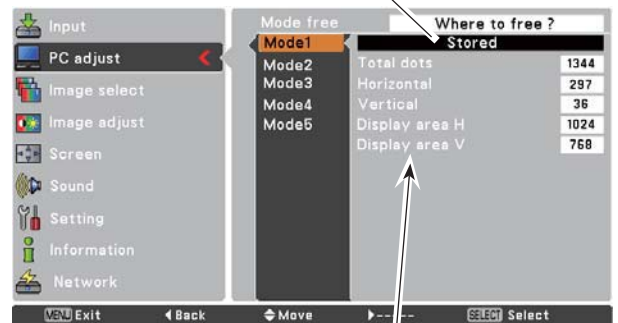 Mode free
Where to free ?
Input
PC adjust
Image select
Image adjust
Screen
Sound
Setting
Information
Network
Mode1
Mode2
Mode3
Mode4
Mode5
Stored
Total dots 1344
Horizontal 297
Vertical 36
Display area H 1024
Display area V 768
MENU Exit ◀Back Move ▶----- SELECT Select